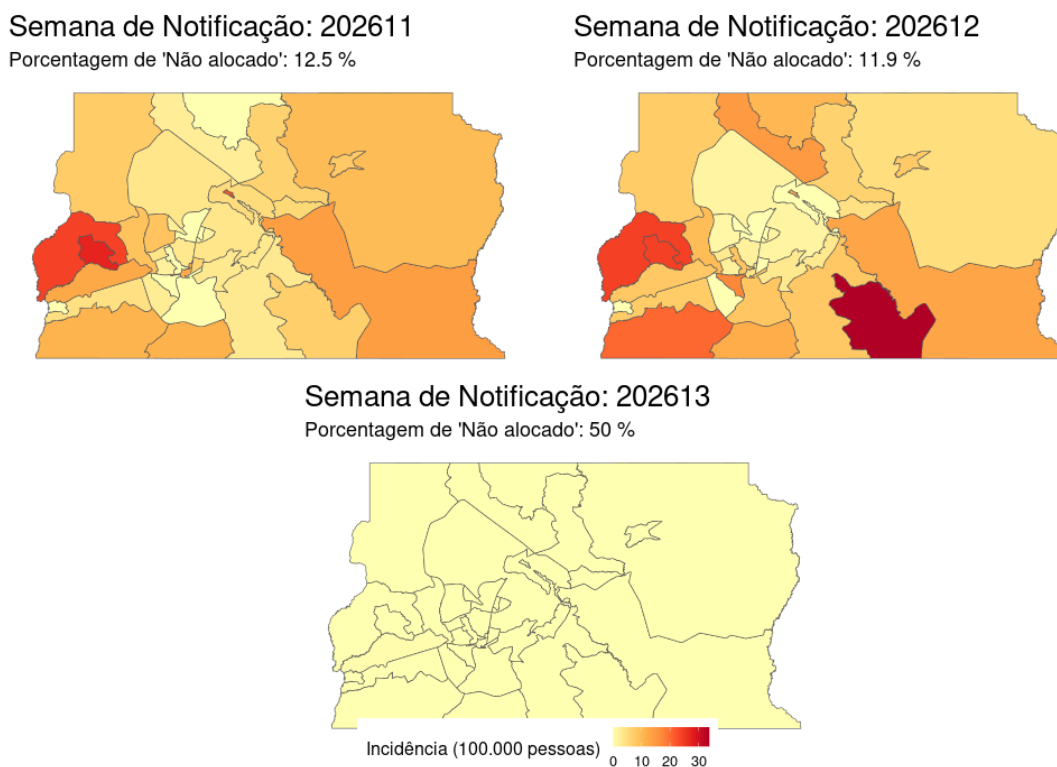 Semana de Notificação: 202611
Porcentagem de 'Não alocado': 12.5 %
Semana de Notificação: 202612
Porcentagem de 'Não alocado': 11.9 %
Semana de Notificação: 202613
Porcentagem de 'Não alocado': 50 %
Incidência (100.000 pessoas)
0 10 20 30